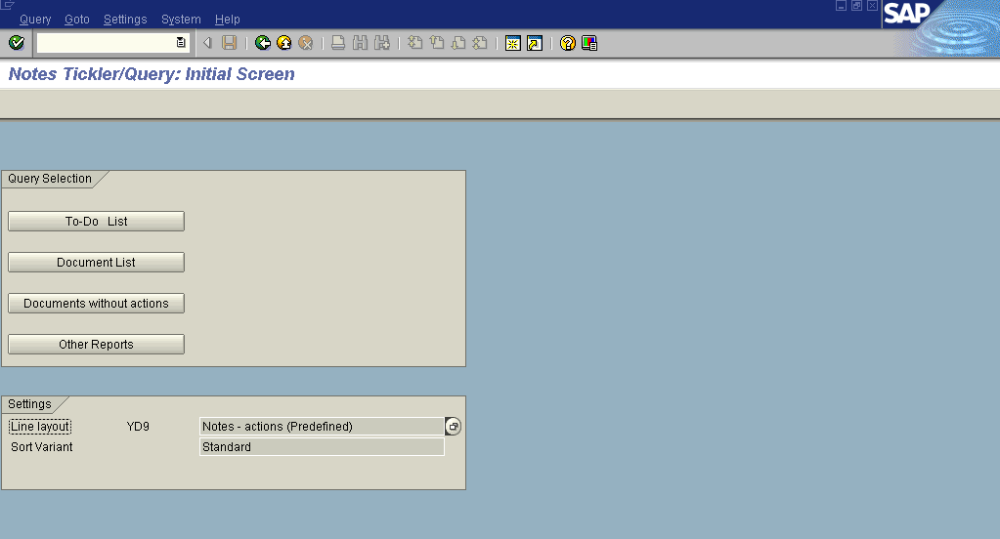 Query Goto Settings System Help
SAP
Notes Tickler/Query: Initial Screen
Query Selection
To-Do List
Document List
Documents without actions
Other Reports
Settings
Line layout YD9 Notes - actions (Predefined)
Sort Variant Standard